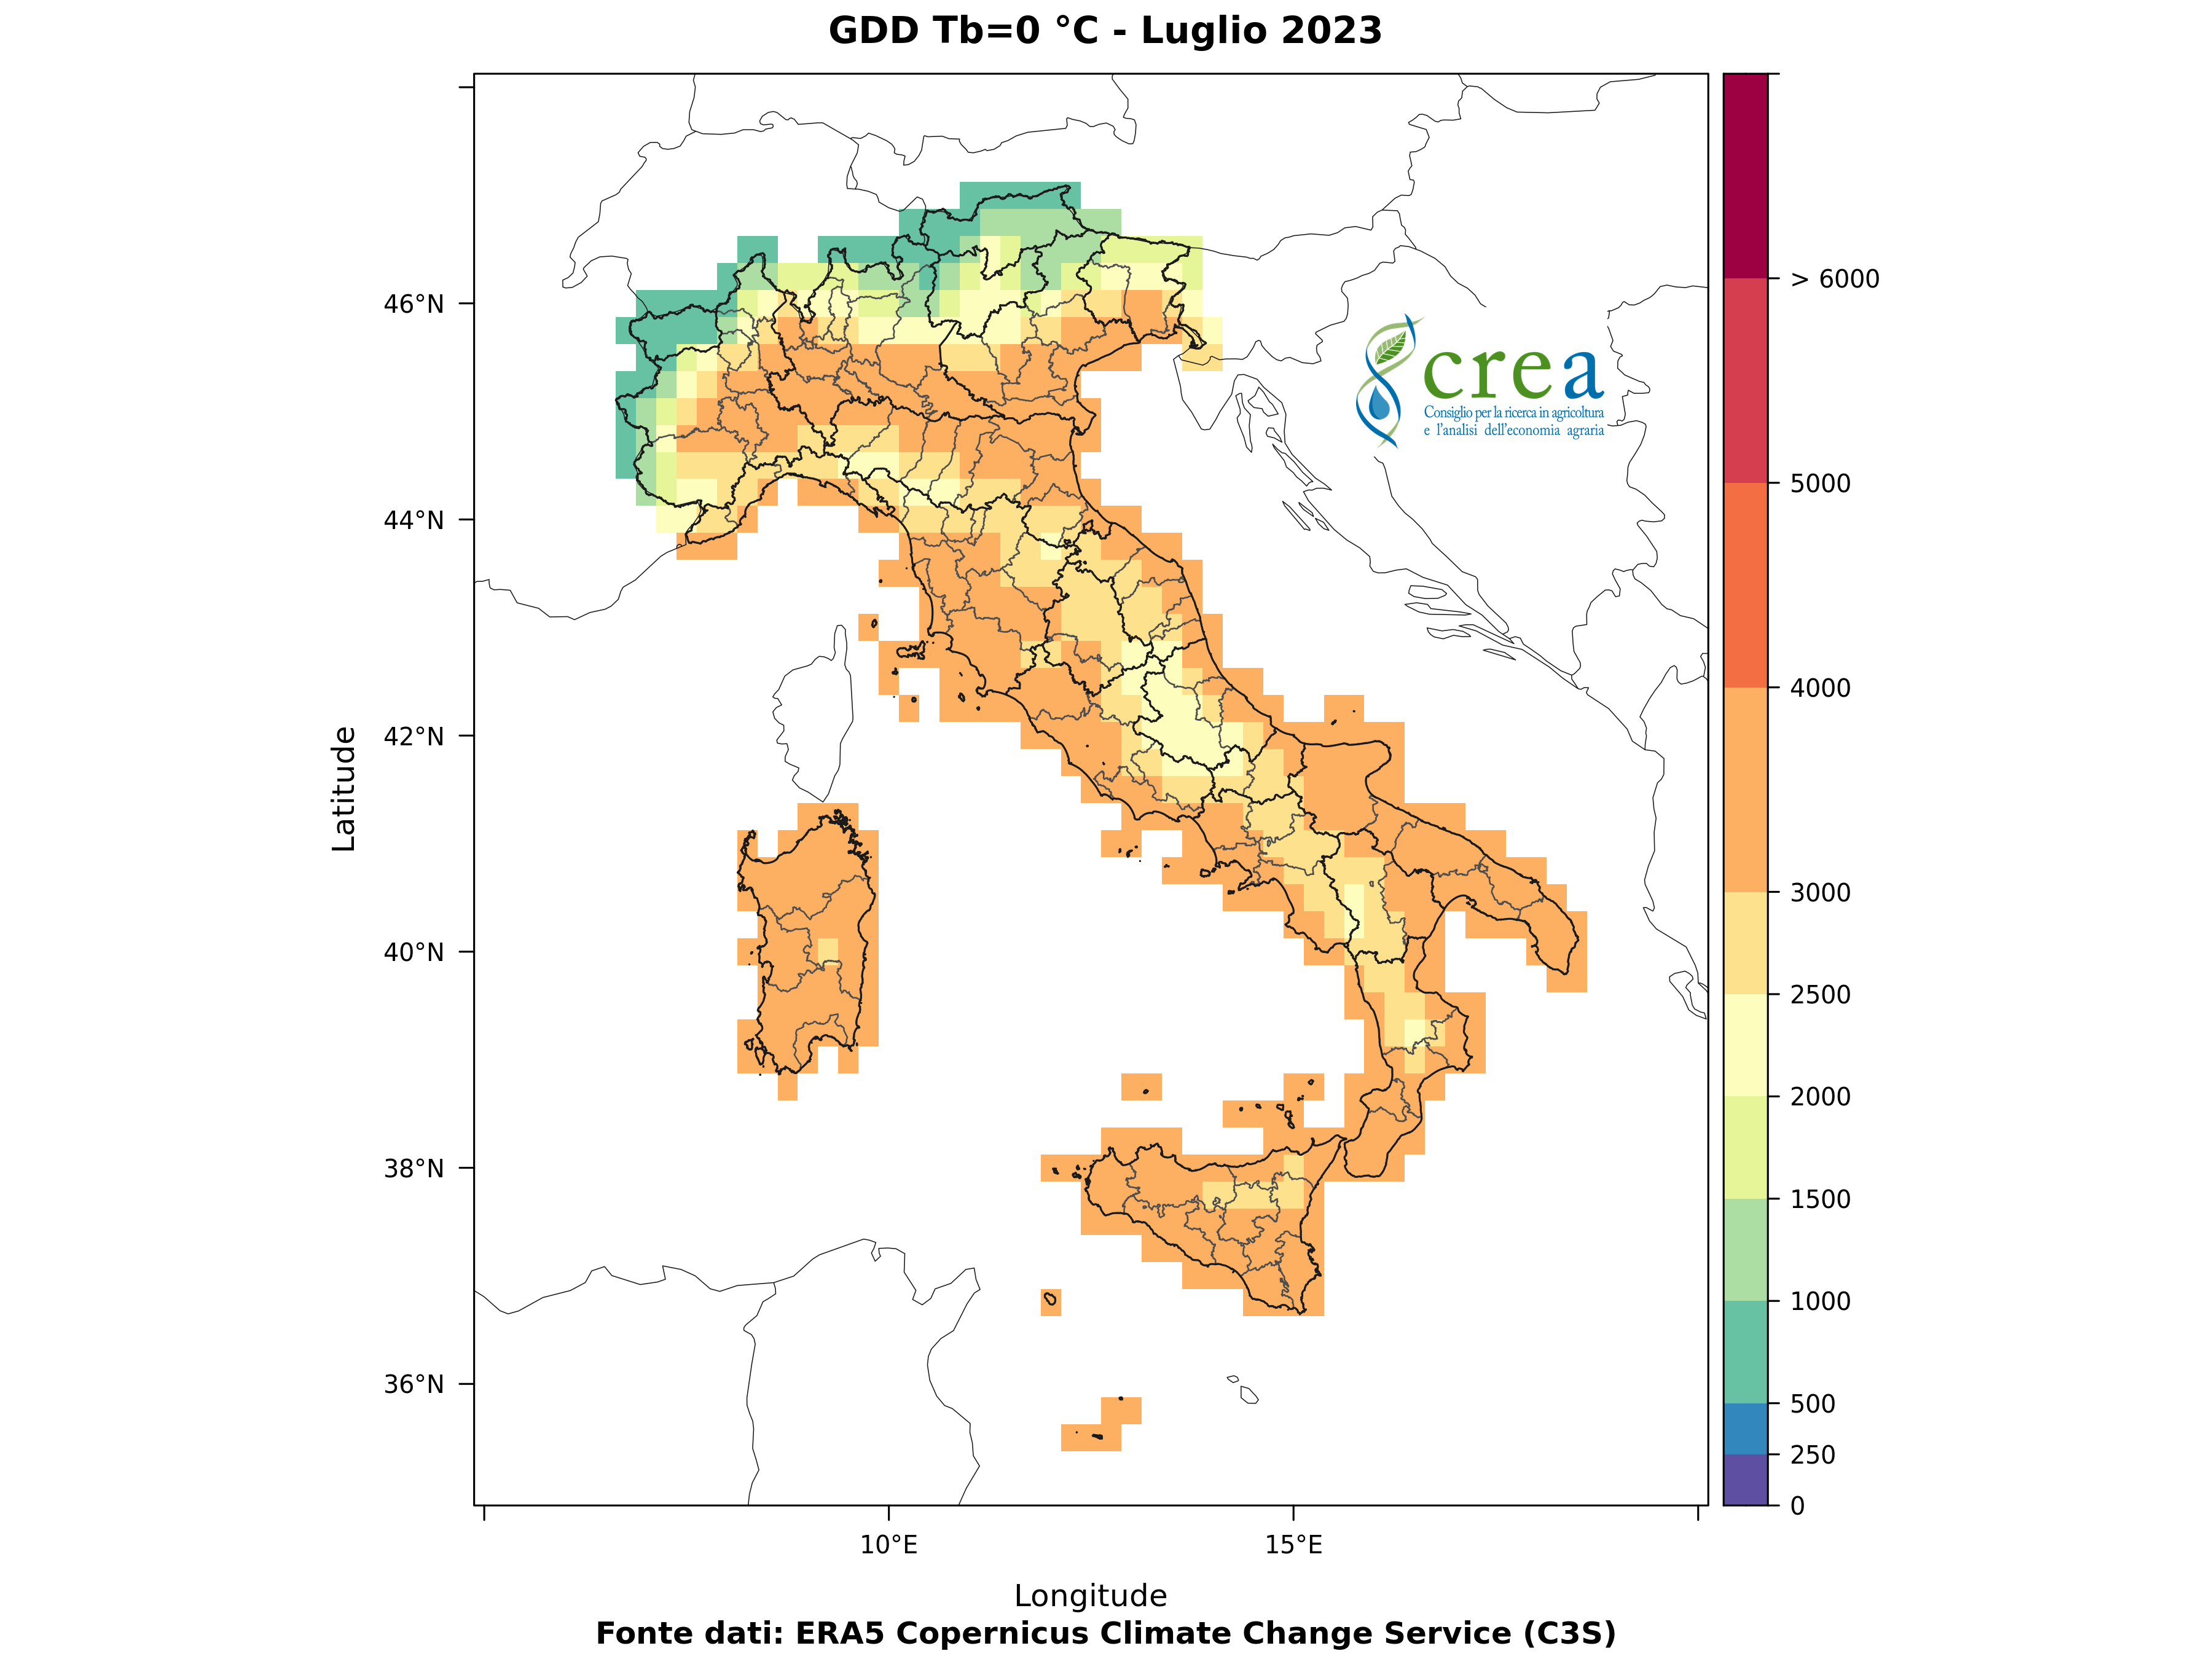 GDD Tb=0 °C - Luglio 2023
46°N
44°N
42°N
40°N
38°N
36°N
Latitude
crea
Consiglio per la ricerca in agricoltura
e l'analisi dell'economia agraria
> 6000
5000
4000
3000
2500
2000
1500
1000
500
250
0
10°E
15°E
Longitude
Fonte dati: ERA5 Copernicus Climate Change Service (C3S)